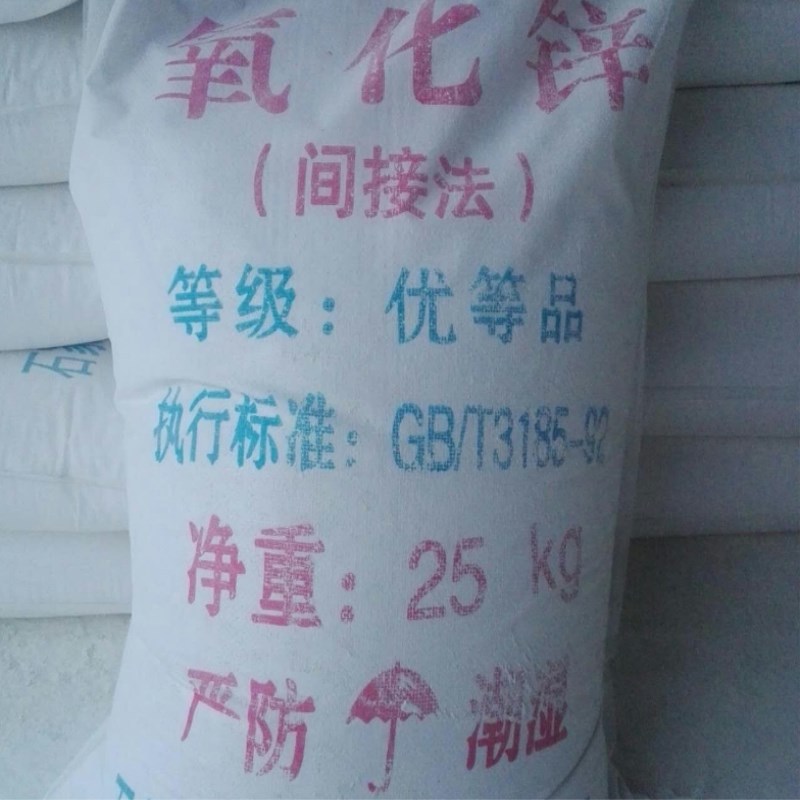 氧化锌
（间接法）
等级：优等品
执行标准：GB/T3185-92
净重：25 kg
严防 潮湿